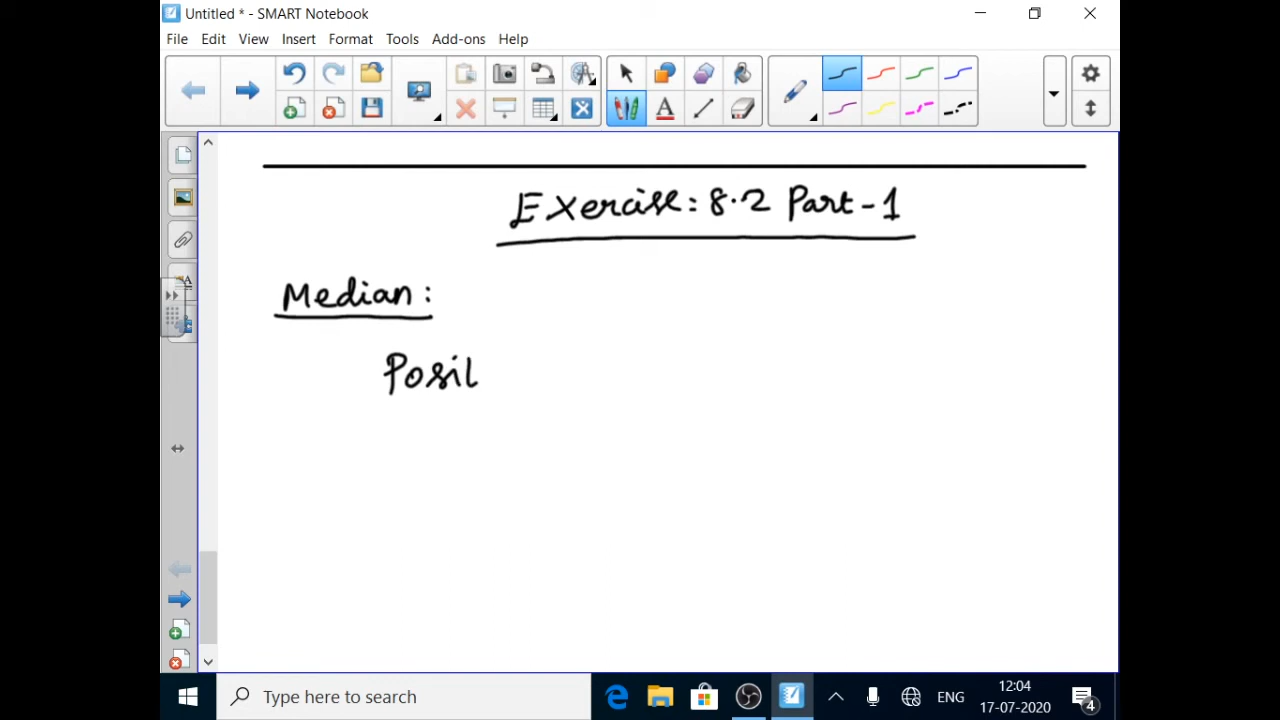 Untitled * - SMART Notebook
File Edit View Insert Format Tools Add-ons Help
Exercise: 8.2 Part-1
Median:
Posil
Type here to search
ENG
12:04
17-07-2020
4